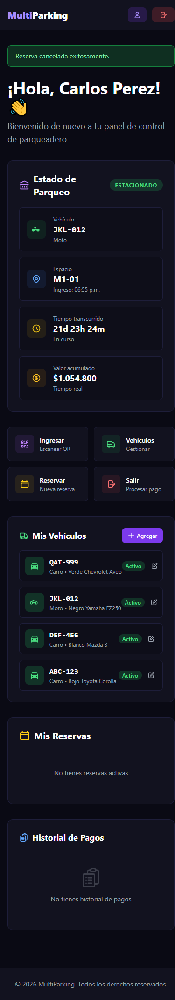 MultiParking
Reserva cancelada exitosamente.
¡Hola, Carlos Perez!
👋
Bienvenido de nuevo a tu panel de control
de parqueadero
Estado de
Parqueo
ESTACIONADO
Vehículo
JKL-012
Moto
Espacio
M1-01
Ingreso: 06:55 p.m.
Tiempo transcurrido
21d 23h 24m
En curso
Valor acumulado
$1.054.800
Tiempo real
Ingresar
Escanear QR
Vehículos
Gestionar
Reservar
Nueva reserva
Salir
Procesar pago
Mis Vehículos
Agregar
QAT-999
Carro • Verde Chevrolet Aveo
Activo
JKL-012
Moto • Negro Yamaha FZ250
Activo
DEF-456
Carro • Blanco Mazda 3
Activo
ABC-123
Carro • Rojo Toyota Corolla
Activo
Mis Reservas
No tienes reservas activas
Historial de Pagos
No tienes historial de pagos
© 2026 MultiParking. Todos los derechos reservados.